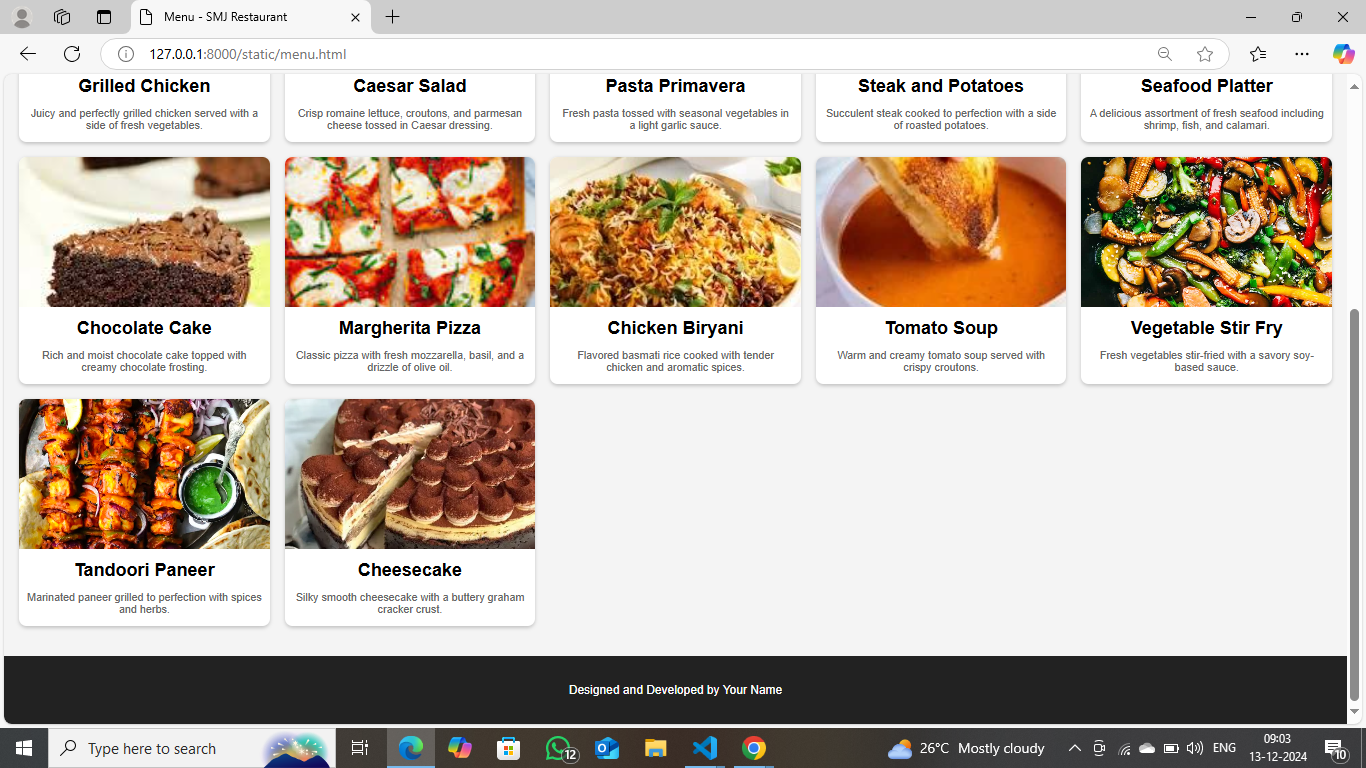 Menu - SMJ Restaurant
127.0.0.1:8000/static/menu.html
Grilled Chicken
Juicy and perfectly grilled chicken served with a
side of fresh vegetables.
Caesar Salad
Crisp romaine lettuce, croutons, and parmesan
cheese tossed in Caesar dressing.
Pasta Primavera
Fresh pasta tossed with seasonal vegetables in
a light garlic sauce.
Steak and Potatoes
Succulent steak cooked to perfection with a side
of roasted potatoes.
Seafood Platter
A delicious assortment of fresh seafood including
shrimp, fish, and calamari.
Chocolate Cake
Rich and moist chocolate cake topped with
creamy chocolate frosting.
Margherita Pizza
Classic pizza with fresh mozzarella, basil, and a
drizzle of olive oil.
Chicken Biryani
Flavored basmati rice cooked with tender
chicken and aromatic spices.
Tomato Soup
Warm and creamy tomato soup served with
crispy croutons.
Vegetable Stir Fry
Fresh vegetables stir-fried with a savory soy-
based sauce.
Tandoori Paneer
Marinated paneer grilled to perfection with spices
and herbs.
Cheesecake
Silky smooth cheesecake with a buttery graham
cracker crust.
Designed and Developed by Your Name
Type here to search
12
26°C Mostly cloudy
ENG
09:03
13-12-2024
10